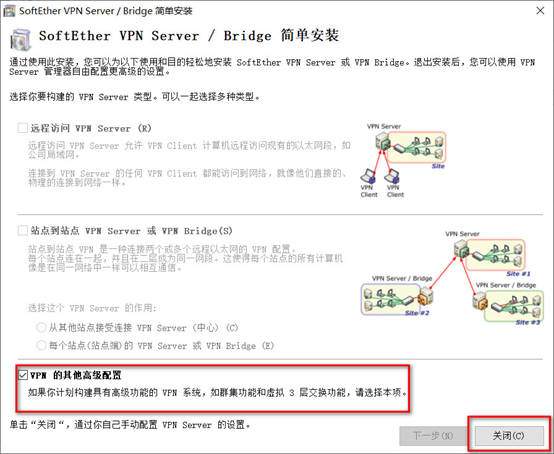 SoftEther VPN Server / Bridge 简单安装
SoftEther VPN Server / Bridge 简单安装
通过使用此安装，您可以为以下使用和目的轻松地安装 SoftEther VPN Server 或 VPN Bridge。退出安装后，您可以使用 VPN
Server 管理器自由配置更高级的设置。
选择你要构建的 VPN Server 类型。可以一起选择多种类型。
远程访问 VPN Server (R)
远程访问 VPN Server 允许 VPN Client 计算机远程访问现有的以太网段，如
公司局域网。
连接到 VPN Server 的任何 VPN Client 都能访问到网络，就像他们直接的、
物理的连接到网络一样。
VPN Server
Site
VPN
Client
VPN
Client
站点到站点 VPN Server 或 VPN Bridge(S)
站点到站点 VPN 是一种连接两个或多个远程以太网的 VPN 配置。
每个站点连在一起，并且在二层成为同一网段。这使得每个站点的所有计算机
像是在同一网络中一样可以相互通信。
选择这个 VPN Server 的作用:
从其他站点接受连接 VPN Server (中心) (C)
每个站点(站点端)的 VPN Server 或 VPN Bridge (E)
VPN Server
Site #1
VPN Server / Bridge
Site #2
Site #3
VPN 的其他高级配置
如果你计划构建具有高级功能的 VPN 系统，如群集功能和虚拟 3 层交换功能，请选择本项。
单击“关闭“，通过你自己手动配置 VPN Server 的设置。
下一步(N)
关闭(C)